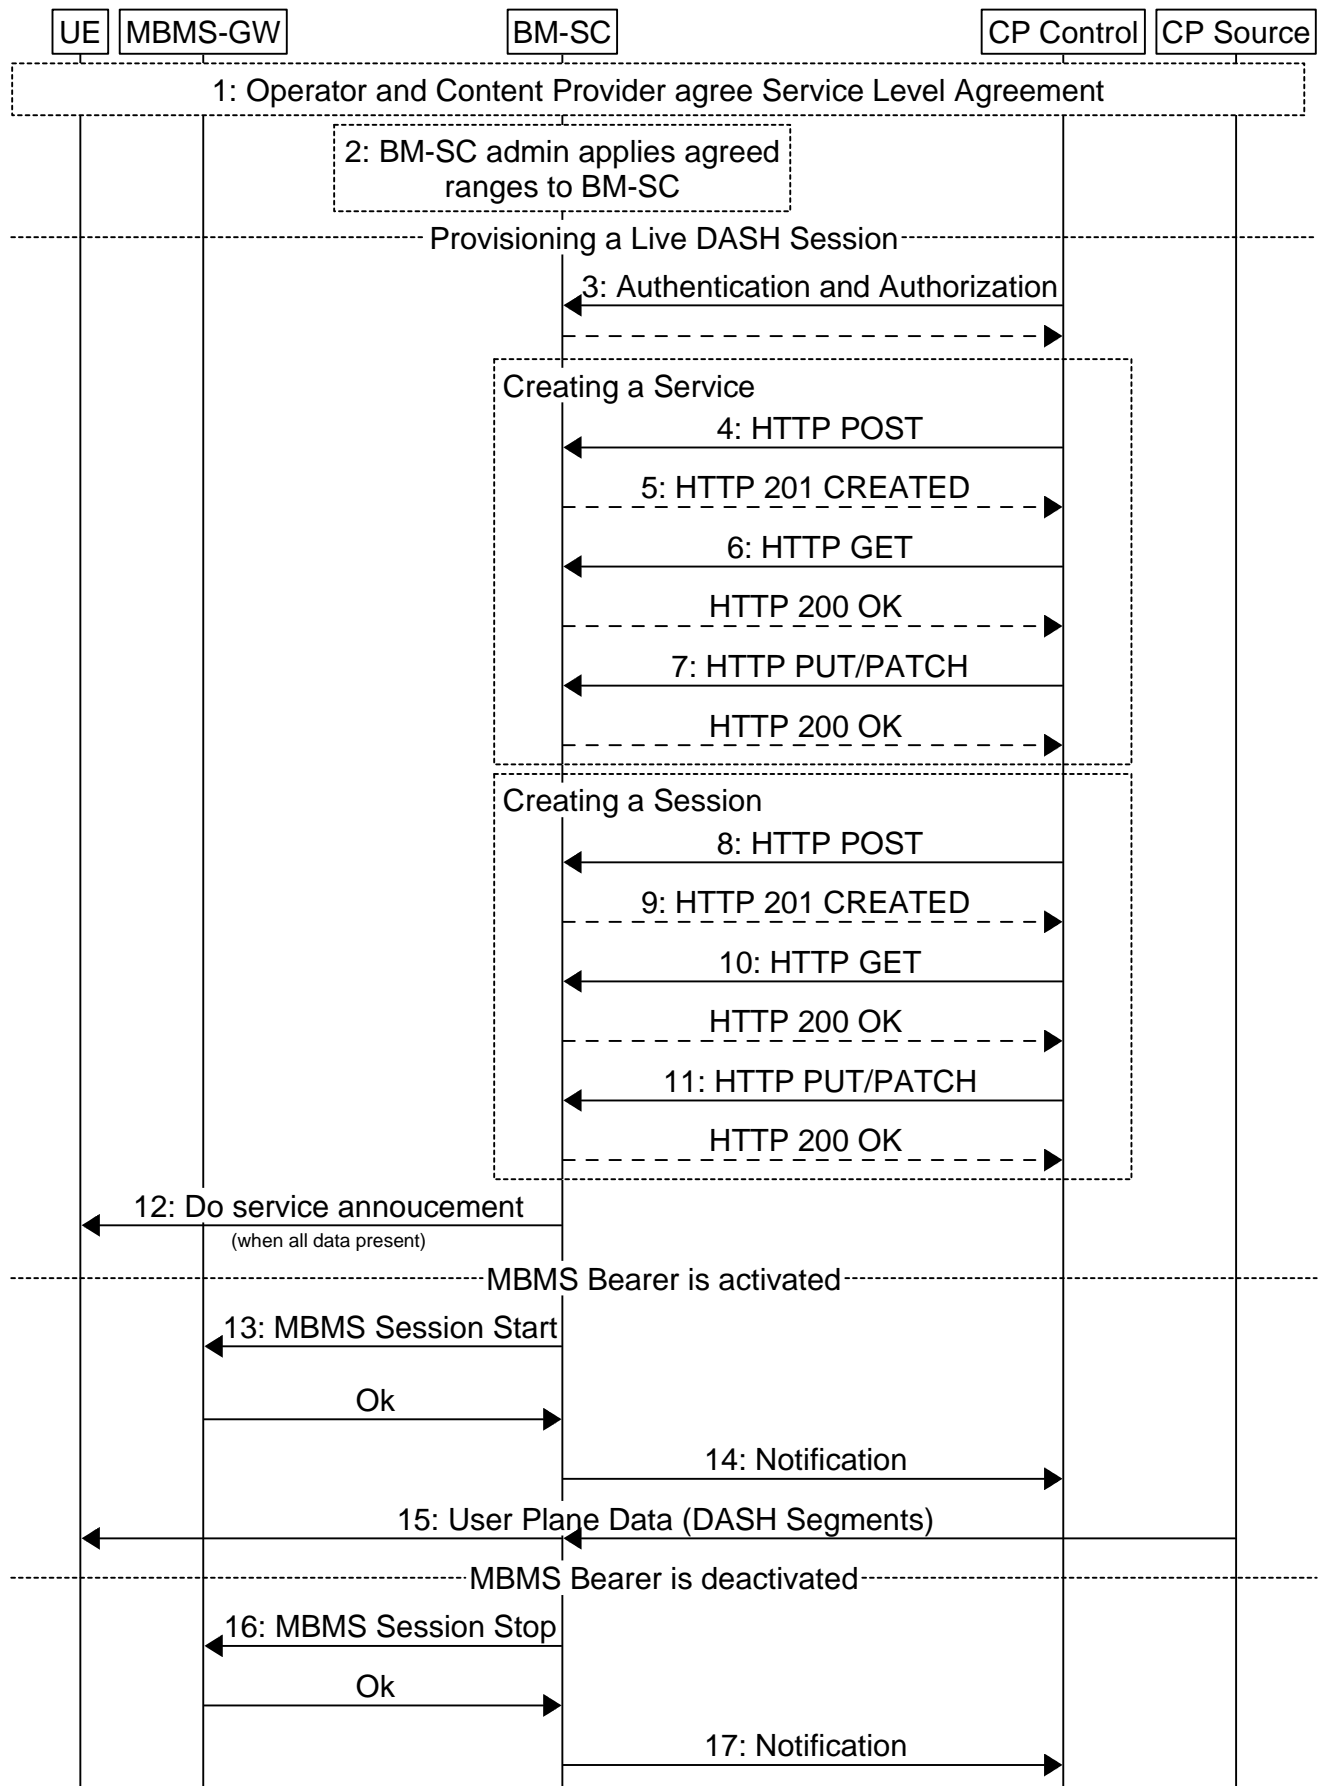 UE
MBMS-GW
BM-SC
CP Control
CP Source
1: Operator and Content Provider agree Service Level Agreement
2: BM-SC admin applies agreed
ranges to BM-SC
Provisioning a Live DASH Session
3: Authentication and Authorization
Creating a Service
4: HTTP POST
5: HTTP 201 CREATED
6: HTTP GET
HTTP 200 OK
7: HTTP PUT/PATCH
HTTP 200 OK
Creating a Session
8: HTTP POST
9: HTTP 201 CREATED
10: HTTP GET
HTTP 200 OK
11: HTTP PUT/PATCH
HTTP 200 OK
12: Do service annoucement
(when all data present)
MBMS Bearer is activated
13: MBMS Session Start
Ok
14: Notification
15: User Plane Data (DASH Segments)
MBMS Bearer is deactivated
16: MBMS Session Stop
Ok
17: Notification